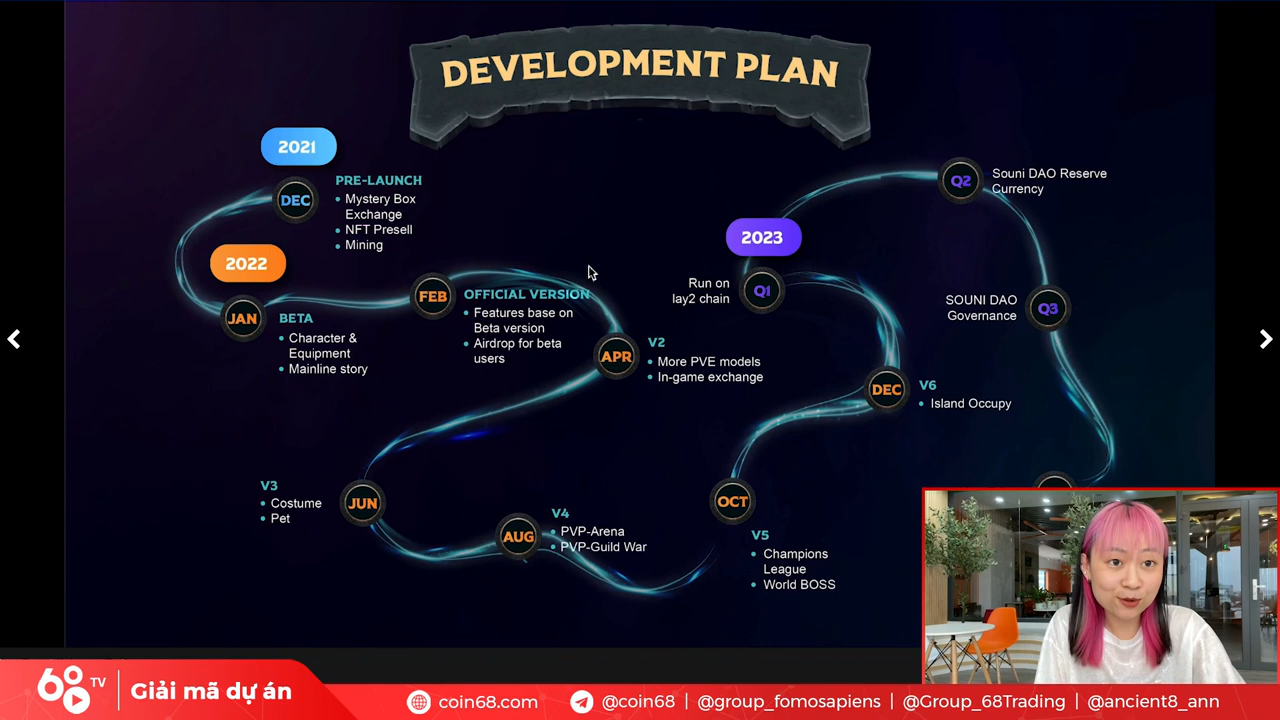 DEVELOPMENT PLAN
2021
DEC
PRE-LAUNCH
Mystery Box
Exchange
NFT Presell
Mining
2022
JAN
BETA
Character &
Equipment
Mainline story
FEB
OFFICIAL VERSION
Features base on
Beta version
Airdrop for beta
users
APR
V2
More PVE models
In-game exchange
JUN
V3
Costume
Pet
AUG
V4
PVP-Arena
PVP-Guild War
OCT
V5
Champions
League
World BOSS
DEC
V6
Island Occupy
2023
Q1
Run on
lay2 chain
Q2
Souni DAO Reserve
Currency
Q3
SOUNI DAO
Governance
68 TV
Giải mã dự án
coin68.com
@coin68 | @group_fomosapiens | @Group_68Trading | @ancient8_ann